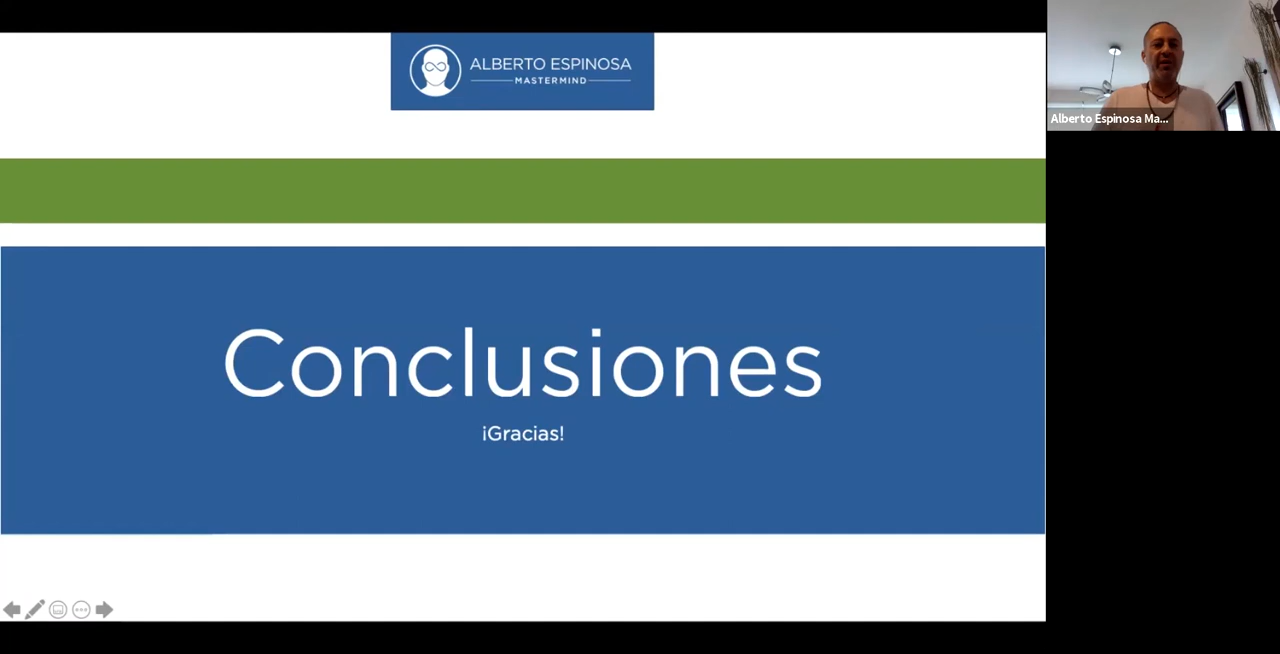 ALBERTO ESPINOSA
MASTERMIND
Alberto Espinosa Ma...
Conclusiones
¡Gracias!